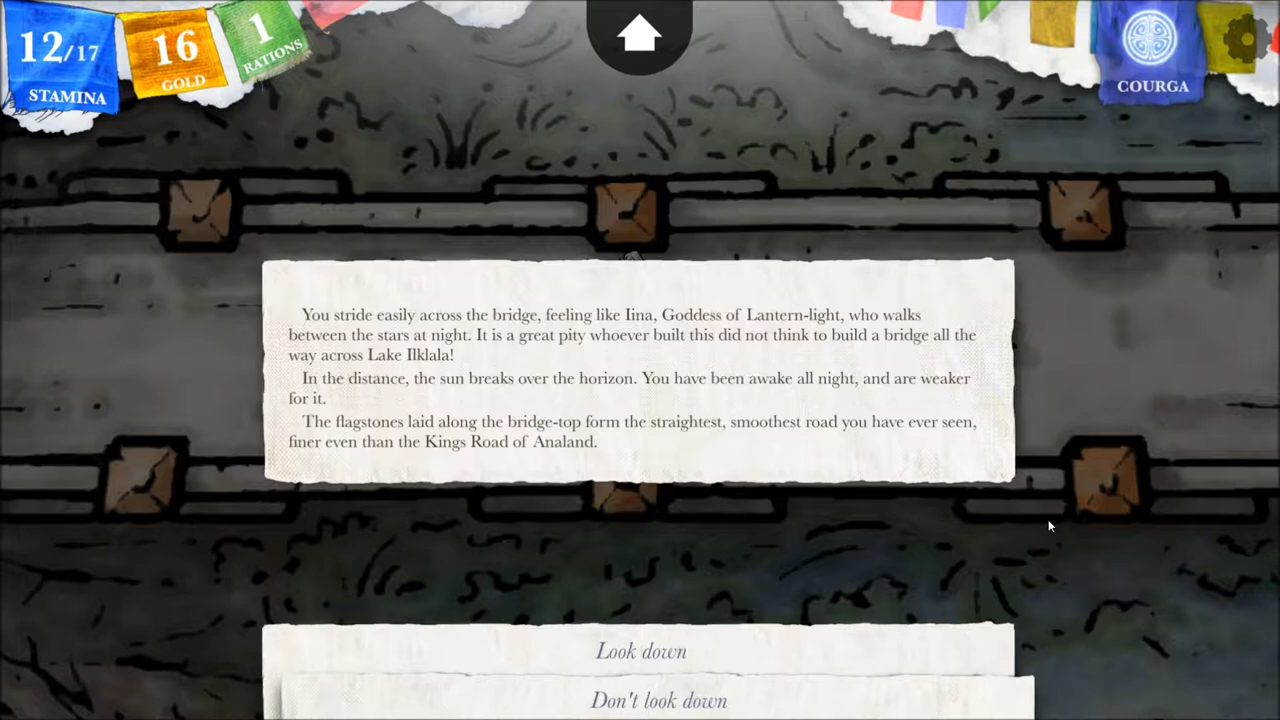 12/17
STAMINA
16
GOLD
1
RATIONS
COURGA
You stride easily across the bridge, feeling like Iina, Goddess of Lantern-light, who walks
between the stars at night. It is a great pity whoever built this did not think to build a bridge all the
way across Lake Ilklala!
In the distance, the sun breaks over the horizon. You have been awake all night, and are weaker
for it.
The flagstones laid along the bridge-top form the straightest, smoothest road you have ever seen,
finer even than the Kings Road of Analand.
Look down
Don't look down